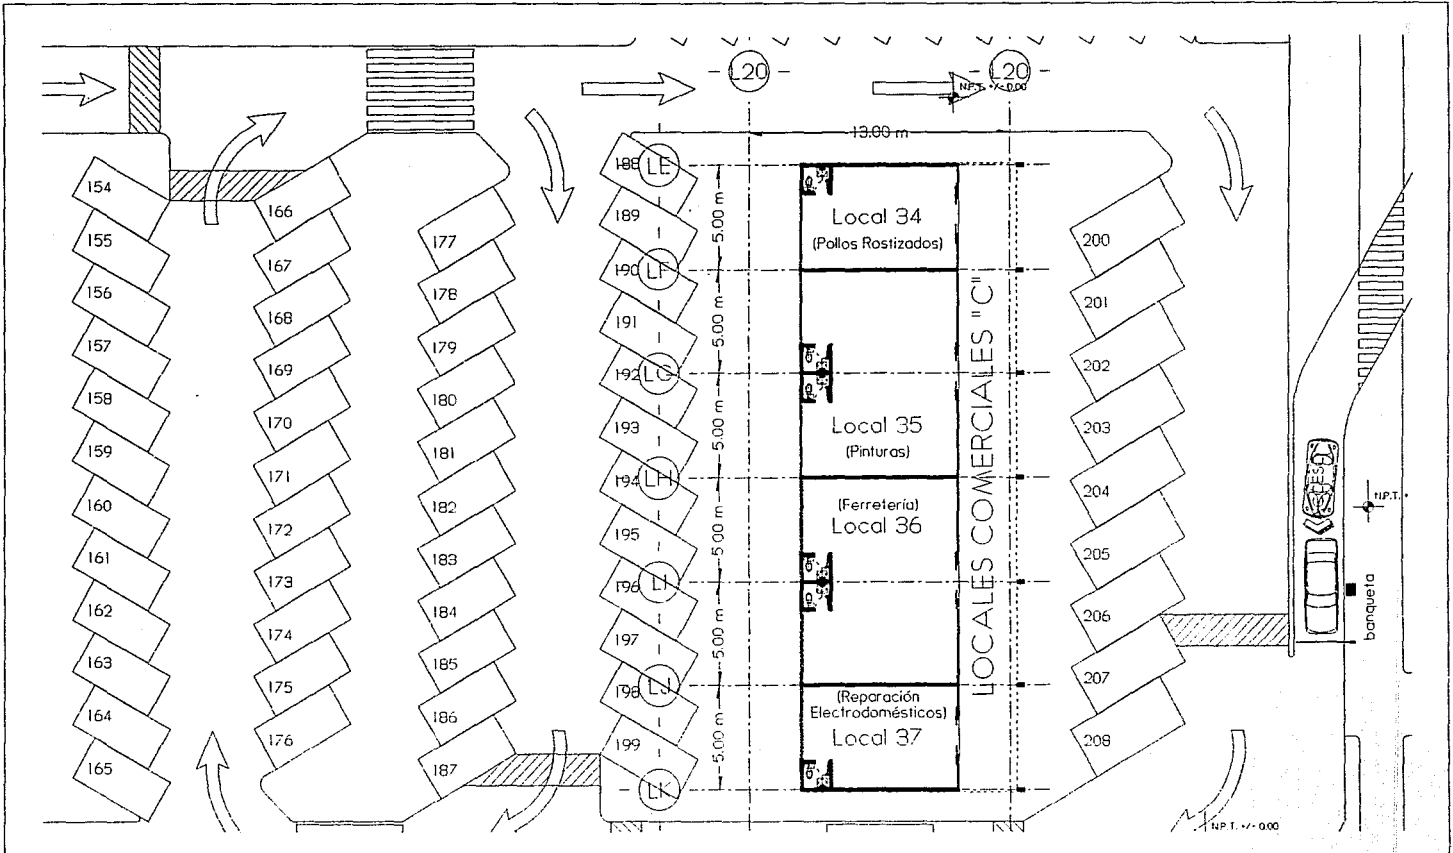 L20
L20
N.P.T. +/- 0.00
13.00 m
154
155
156
157
158
159
160
161
162
163
164
165
166
167
168
169
170
171
172
173
174
175
176
177
178
179
180
181
182
183
184
185
186
187
188
189
190
191
192
193
194
195
196
197
198
199
LE
LF
LG
LH
LI
LJ
LK
5.00 m
5.00 m
5.00 m
5.00 m
5.00 m
5.00 m
Local 34
(Pollos Rostizados)
Local 35
(Pinturas)
(Ferretería)
Local 36
(Reparación
Electrodomésticos)
Local 37
LOCALES COMERCIALES "C"
200
201
202
203
204
205
206
207
208
N.P.T. +
banqueta
N.P.T. +/- 0.00